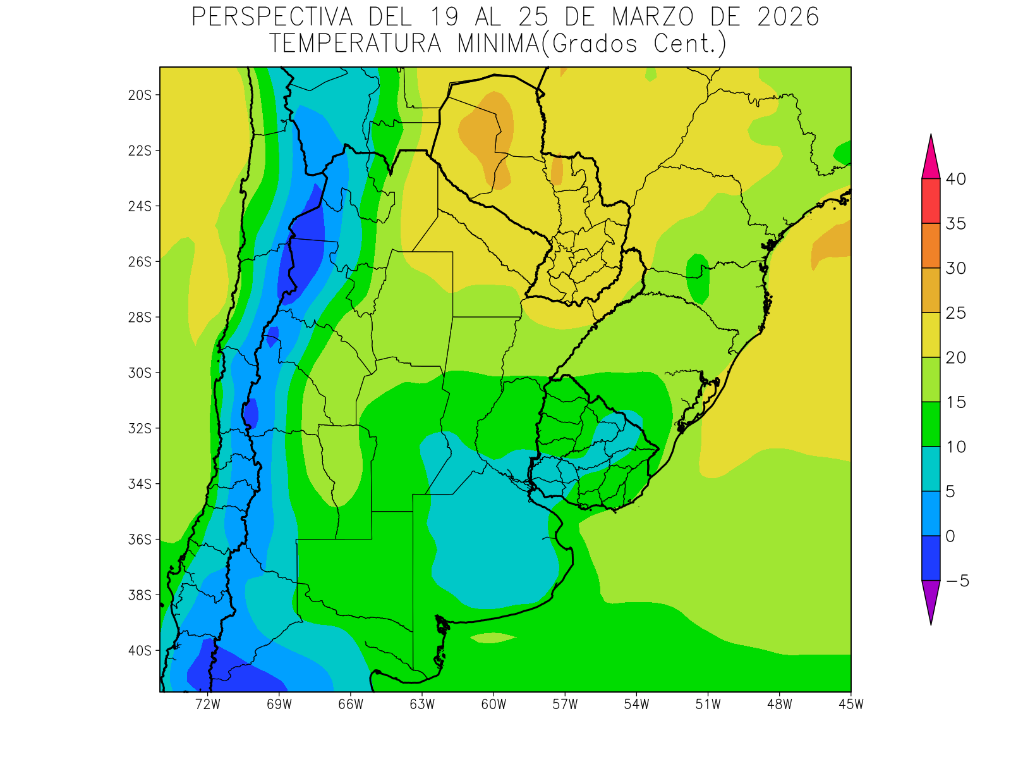 PERSPECTIVA DEL 19 AL 25 DE MARZO DE 2026
TEMPERATURA MINIMA(Grados Cent.)
20S
22S
24S
26S
28S
30S
32S
34S
36S
38S
40S
72W 69W 66W 63W 60W 57W 54W 51W 48W 45W
40
35
30
25
20
15
10
5
0
−5